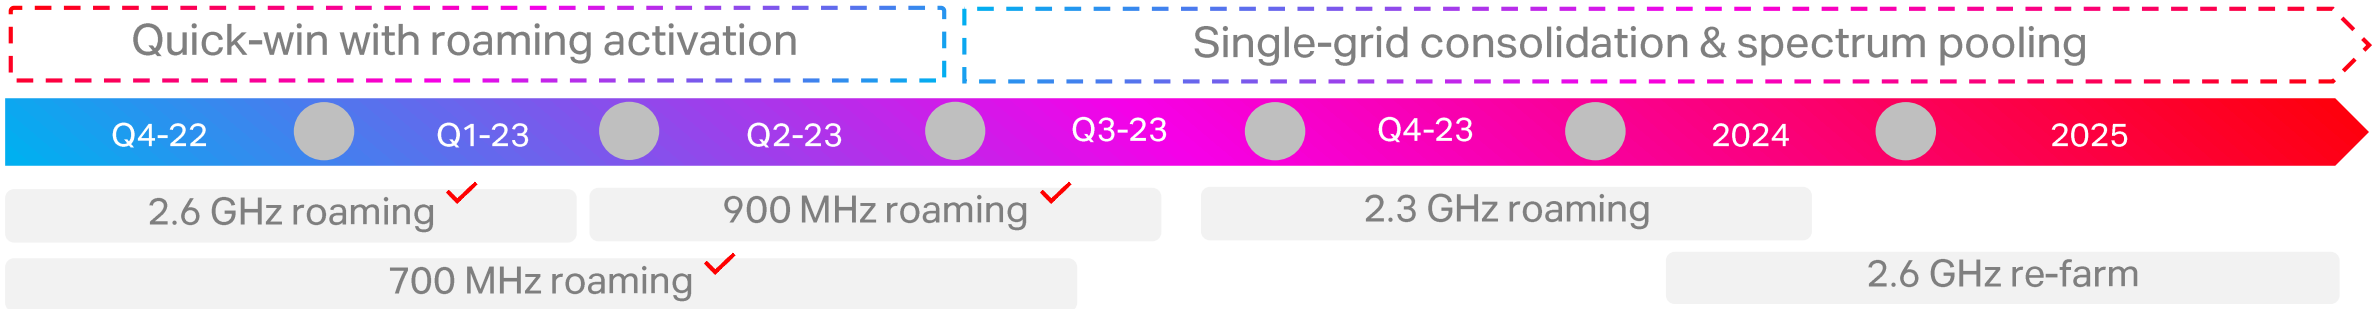 Quick-win with roaming activation
Single-grid consolidation & spectrum pooling
Q4-22
Q1-23
Q2-23
Q3-23
Q4-23
2024
2025
2.6 GHz roaming
900 MHz roaming
2.3 GHz roaming
700 MHz roaming
2.6 GHz re-farm